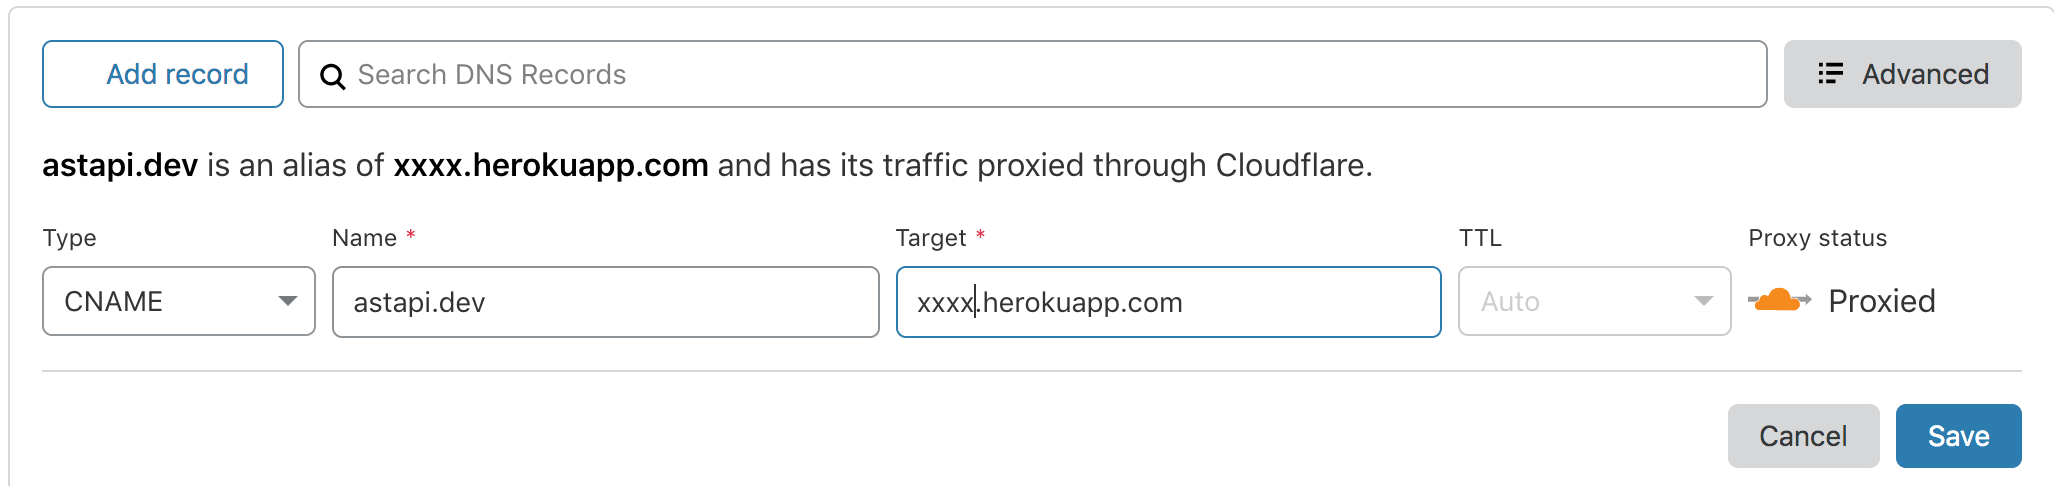 Add record
Search DNS Records
Advanced
astapi.dev is an alias of xxxx.herokuapp.com and has its traffic proxied through Cloudflare.
Type Name * Target * TTL Proxy status
CNAME astapi.dev xxxx.herokuapp.com Auto Proxied
Cancel Save